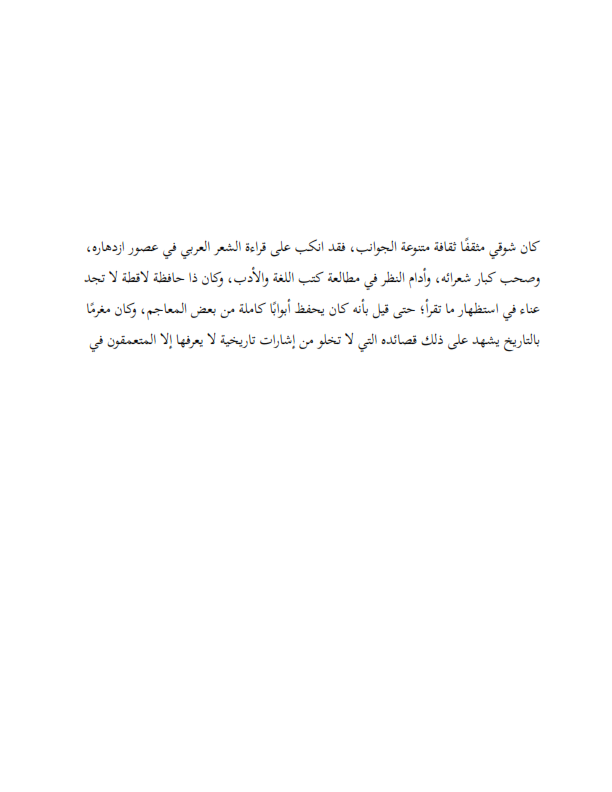 كان شوقي مثقفًا ثقافة متنوعة الجوانب، فقد انكب على قراءة الشعر العربي في عصور ازدهاره،
وصحب كبار شعرائه، وأدام النظر في مطالعة كتب اللغة والأدب، وكان ذا حافظة لاقطة لا تجد
عناء في استظهار ما تقرأ؛ حتى قيل بأنه كان يحفظ أبوابًا كاملة من بعض المعاجم، وكان مغرمًا
بالتاريخ يشهد على ذلك قصائده التي لا تخلو من إشارات تاريخية لا يعرفها إلا المتعمقون في